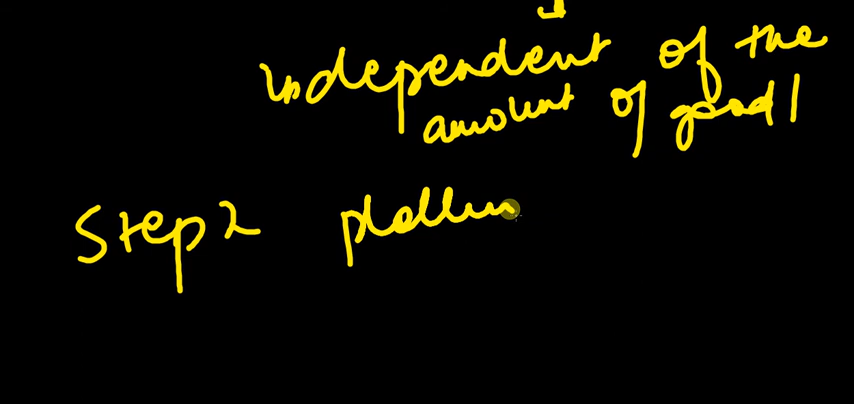 independent of the
amount of good 1
Step 2